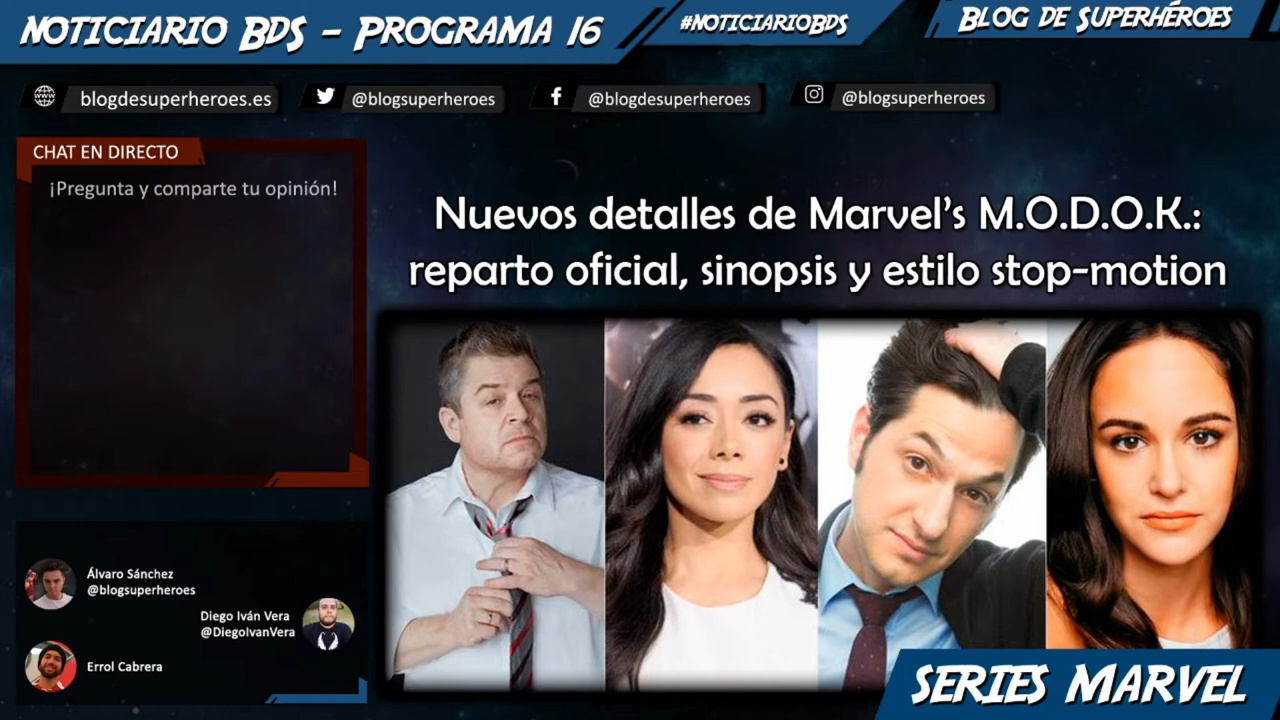 NOTICIARIO BDS – PROGRAMA 16
#NOTICIARIOBDS
BLOG DE SUPERHÉROES
blogdesuperheroes.es
@blogsuperheroes
@blogdesuperheroes
@blogsuperheroes
CHAT EN DIRECTO
¡Pregunta y comparte tu opinión!
Nuevos detalles de Marvel's M.O.D.O.K.:
reparto oficial, sinopsis y estilo stop-motion
Álvaro Sánchez
@blogsuperheroes
Diego Iván Vera
@DiegoIvanVera
Errol Cabrera
SERIES MARVEL